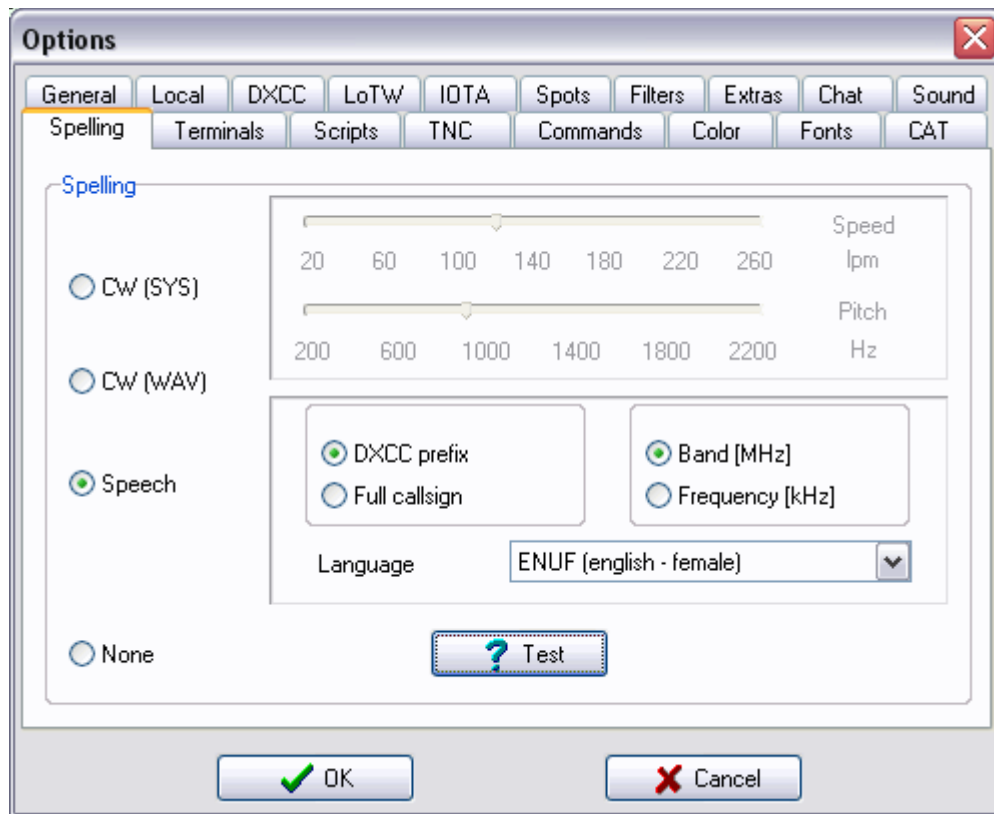 Options
General Local DXCC LoTW IOTA Spots Filters Extras Chat Sound
Spelling Terminals Scripts TNC Commands Color Fonts CAT
Spelling
Speed
20 60 100 140 180 220 260 lpm
CW (SYS)
Pitch
200 600 1000 1400 1800 2200 Hz
CW (WAV)
DXCC prefix Band [MHz]
Speech
Full callsign Frequency [kHz]
Language ENUF (english - female)
None ? Test
OK Cancel